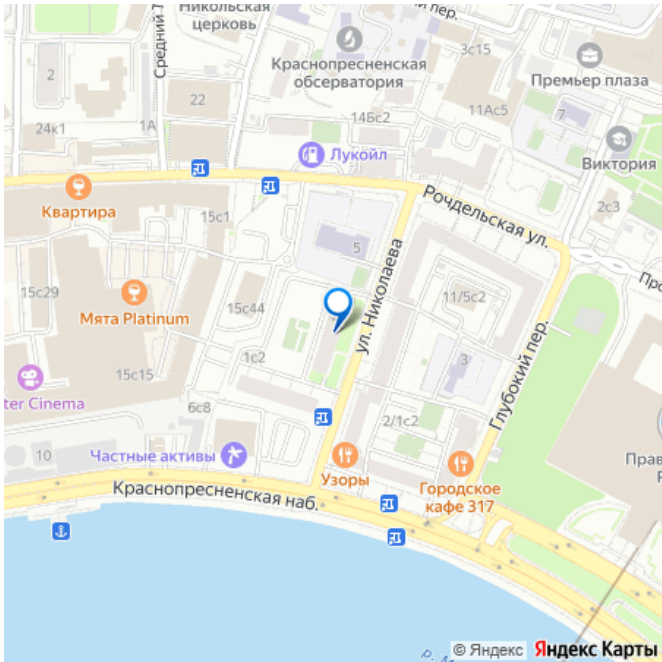 Никольская
церковь
Средний
пер.
Краснопресненская
обсерватория
3с15
Премьер плаза
2
22
11Ас5
7
24к1
1А
14Бс2
Лукойл
Виктория
Квартира
15с1
Рочдельская ул.
2с3
5
ул. Николаева
15с29
15с44
11/5с2
Мята Platinum
1с2
3
Глубокий пер.
15с15
ter Cinema
6с8
2/1с2
10
Частные активы
Узоры
Городское
кафе 317
Прав
Краснопресненская наб.
© Яндекс
Яндекс Карты